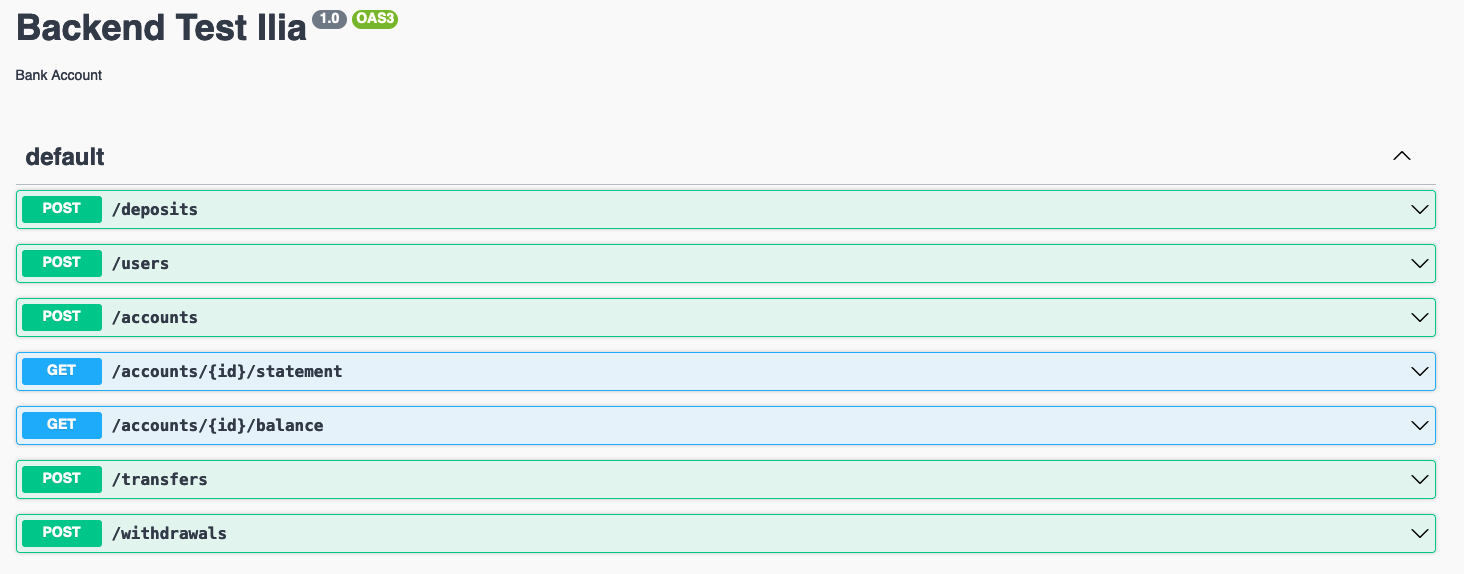 Backend Test Ilia 1.0 OAS3
Bank Account
default
POST /deposits
POST /users
POST /accounts
GET /accounts/{id}/statement
GET /accounts/{id}/balance
POST /transfers
POST /withdrawals